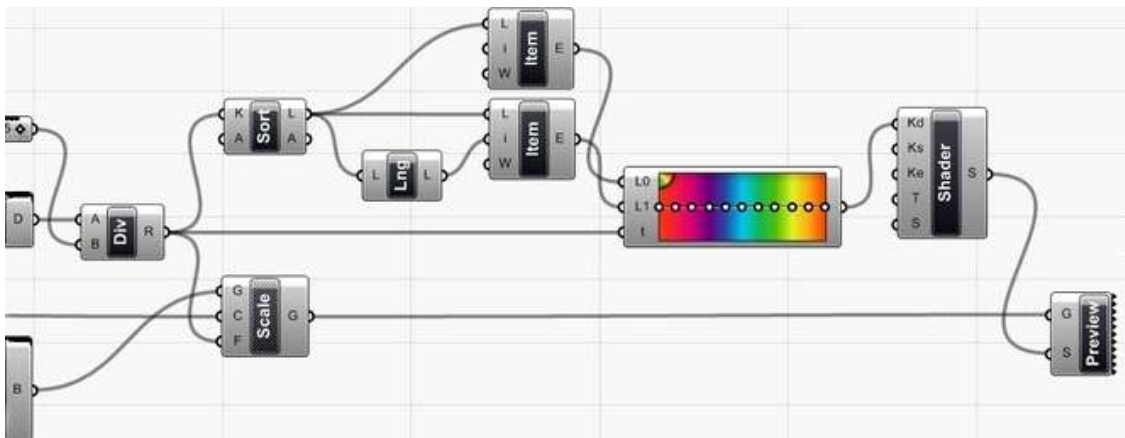 L
i Item E
W
K Sort L
A A
L
i Item E
W
L Lng L
D
A Div R
B
L0
L1
t
Kd
Ks
Ke Shader S
T
S
G
C Scale G
F
G Preview
S
B